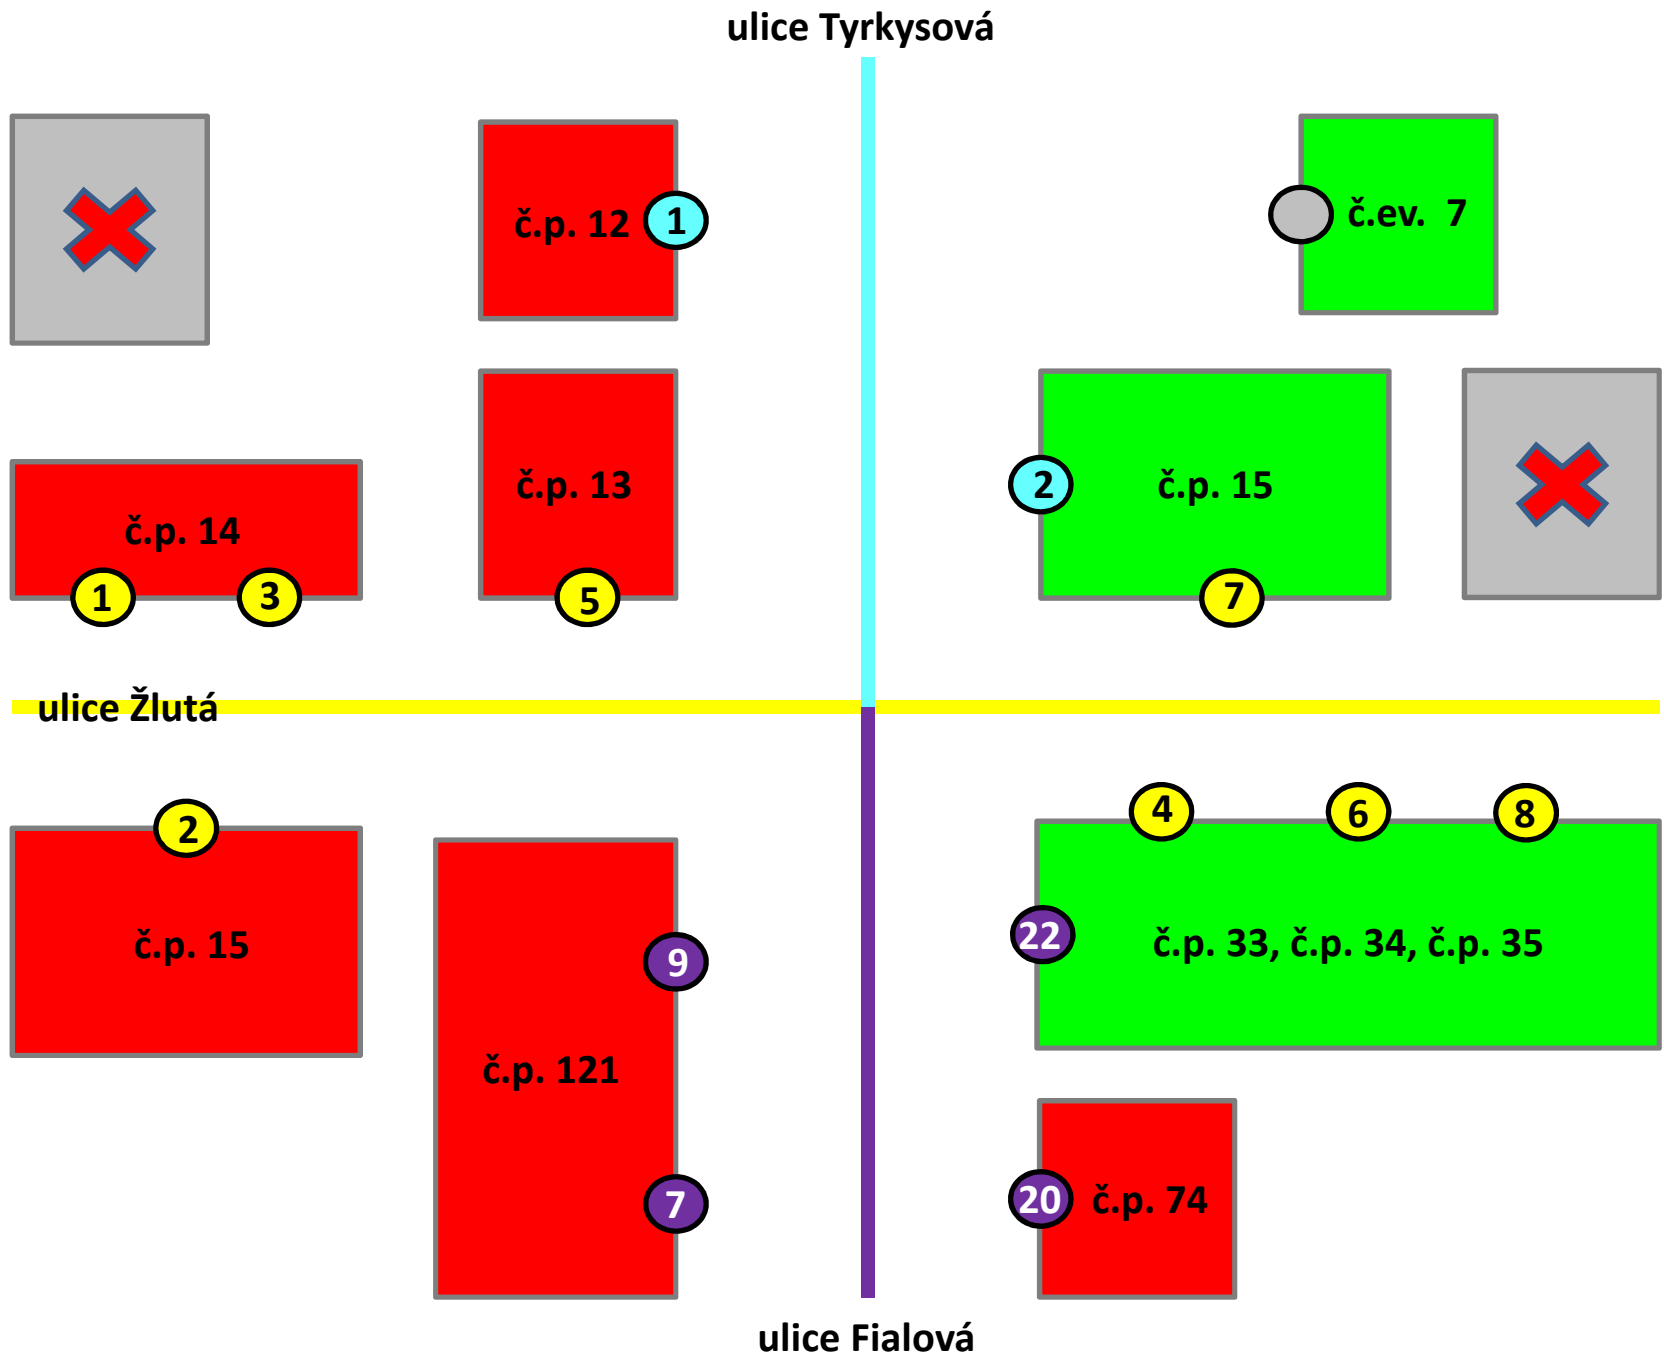 ulice Tyrkysová
č.p. 12
1
č.ev. 7
č.p. 13
2
č.p. 15
č.p. 14
1
3
5
7
ulice Žlutá
2
4
6
8
č.p. 15
9
22
č.p. 33, č.p. 34, č.p. 35
č.p. 121
7
20
č.p. 74
ulice Fialová